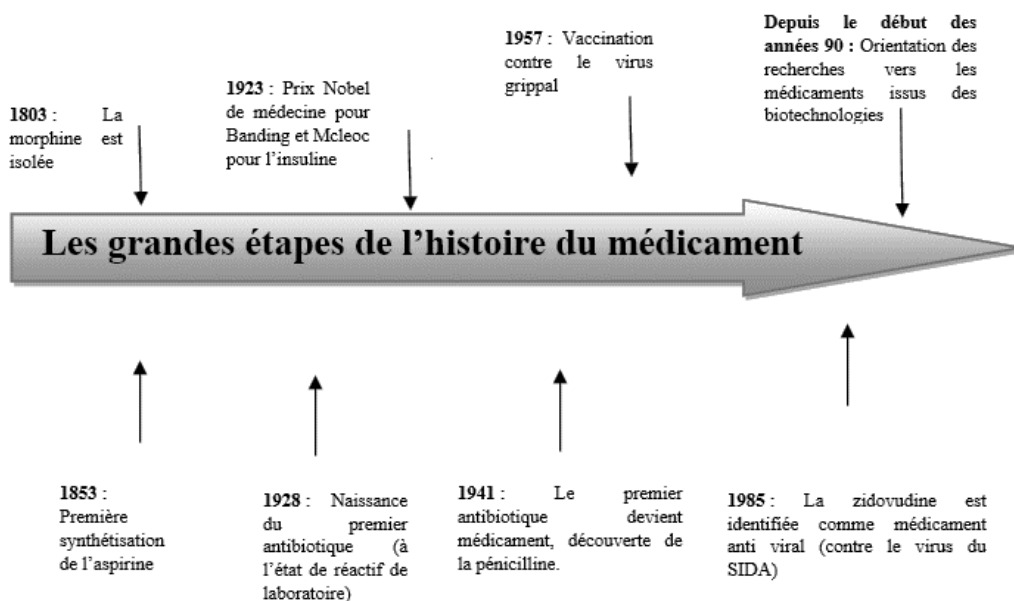 1803 : La
morphine est
isolée
1923 : Prix Nobel
de médecine pour
Banding et Mcleoc
pour l'insuline
1957 : Vaccination
contre le virus
grippal
Depuis le début des
années 90 : Orientation des
recherches vers les
médicaments issus des
biotechnologies
Les grandes étapes de l'histoire du médicament
1853 :
Première
synthétisation
de l'aspirine
1928 : Naissance
du premier
antibiotique (à
l'état de réactif de
laboratoire)
1941 : Le premier
antibiotique devient
médicament, découverte de
la pénicilline.
1985 : La zidovudine est
identifiée comme médicament
anti viral (contre le virus du
SIDA)